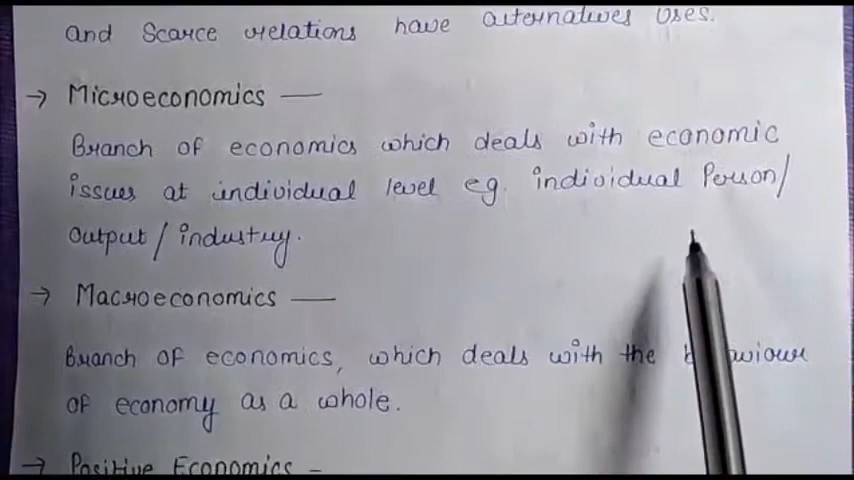 and Scarce relations have alternatives Uses.
→ Microeconomics —
Branch of economics which deals with economic
issues at individual level eg. individual Person/
Output / industry.
→ Macroeconomics —
Branch of economics, which deals with the behaviour
of economy as a whole.
→ Positive Economics -